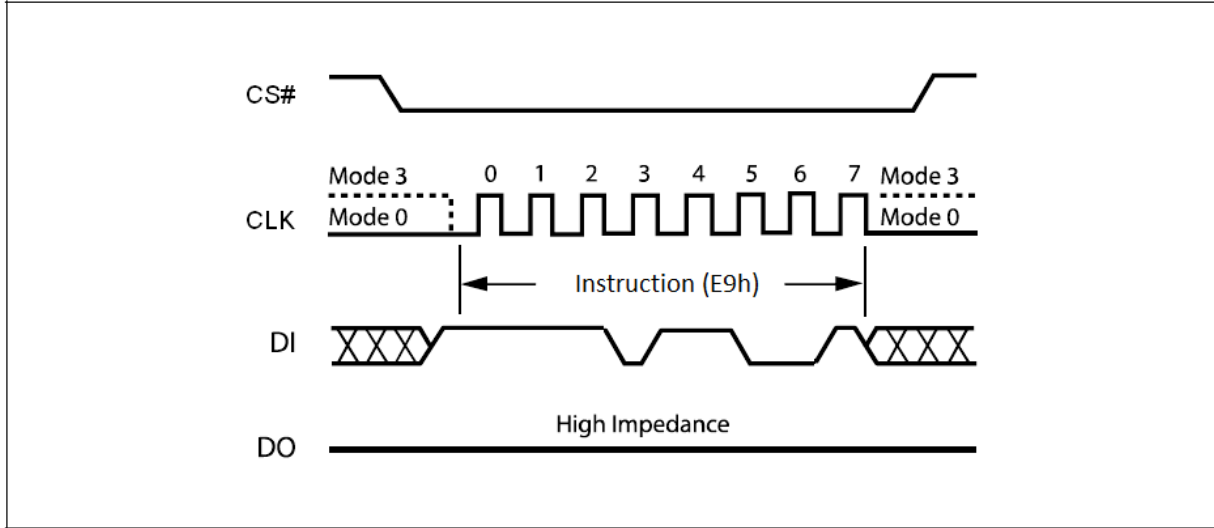 CS#
Mode 3 0 1 2 3 4 5 6 7 Mode 3
CLK Mode 0 Mode 0
Instruction (E9h)
DI
High Impedance
DO